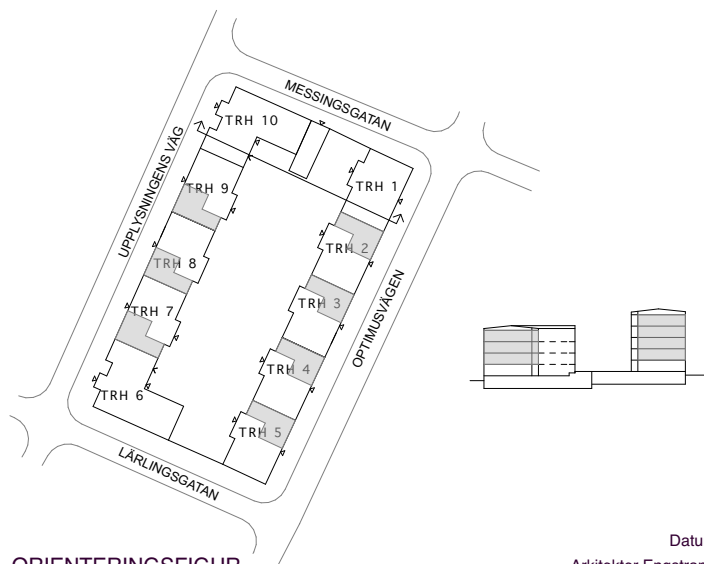 MESSINGSGATAN
TRH 10
TRH 1
UPPLYSNINGENS VÄG
TRH 9
TRH 2
TRH 8
TRH 3
OPTIMUSVÄGEN
TRH 7
TRH 4
TRH 6
TRH 5
LÄRLINGSGATAN
ORIENTERINGSFIGUR